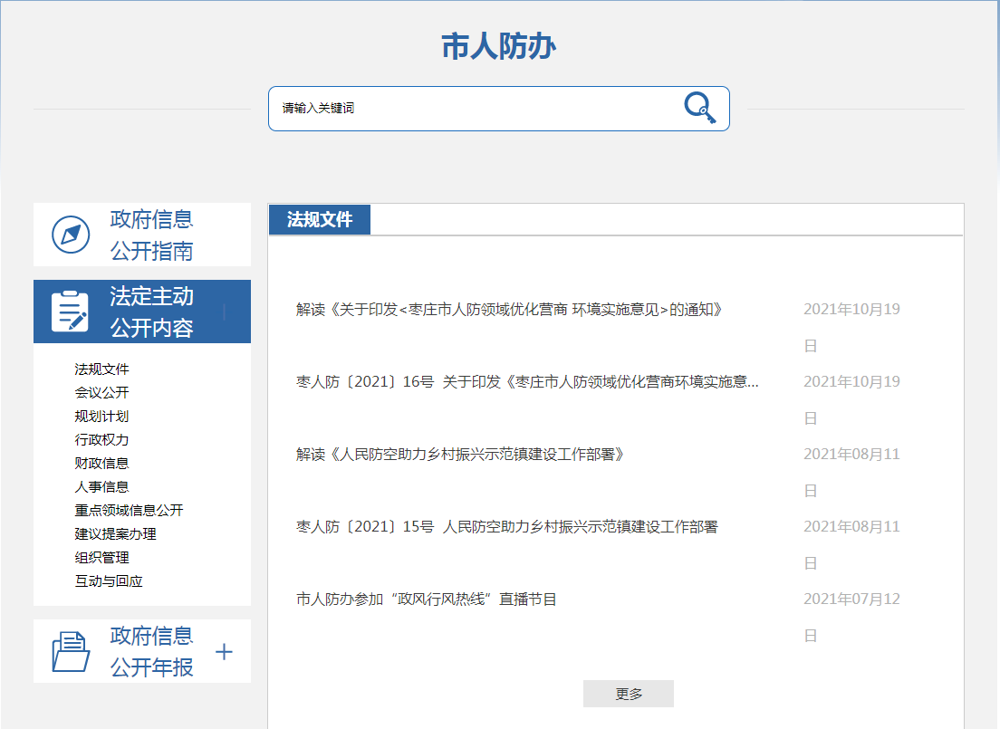 市人防办
请输入关键词
政府信息
公开指南
法定主动
公开内容
法规文件
会议公开
规划计划
行政权力
财政信息
人事信息
重点领域信息公开
建议提案办理
组织管理
互动与回应
政府信息
公开年报
法规文件
解读《关于印发<枣庄市人防领域优化营商 环境实施意见>的通知》 2021年10月19
日
枣人防〔2021〕16号 关于印发《枣庄市人防领域优化营商环境实施意... 2021年10月19
日
解读《人民防空助力乡村振兴示范镇建设工作部署》 2021年08月11
日
枣人防〔2021〕15号 人民防空助力乡村振兴示范镇建设工作部署 2021年08月11
日
市人防办参加“政风行风热线”直播节目 2021年07月12
日
更多